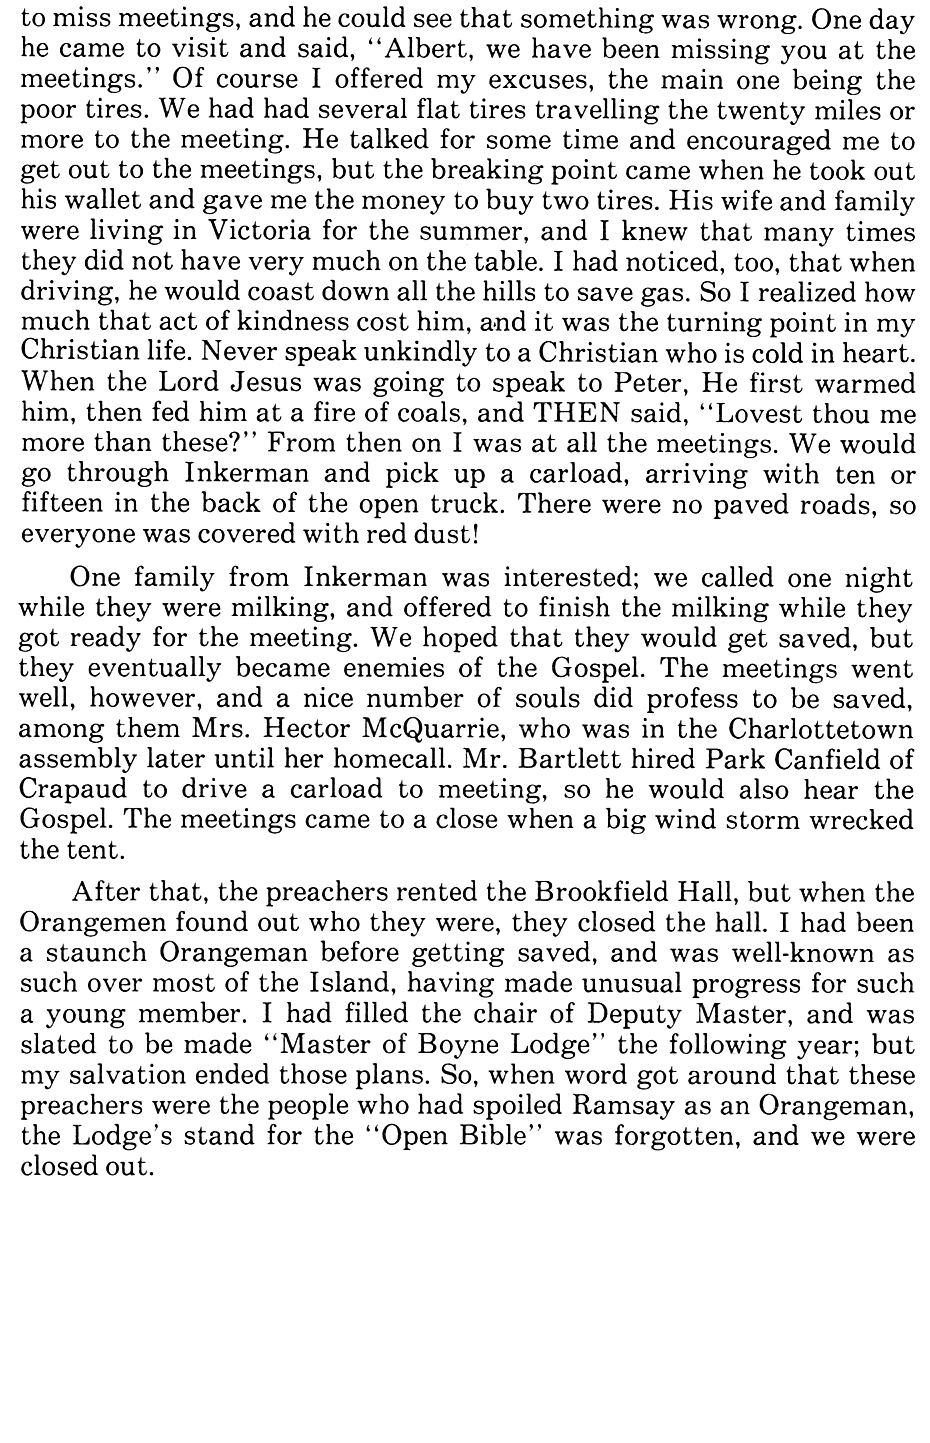 to miss meetings, and he could see that something was wrong. One day
he came to visit and said, ‘‘Albert, we have been missing you at the
meetings.’’ Of course I offered my excuses, the main one being the
poor tires. We had had several flat tires travelling the twenty miles or
more to the meeting. He talked for some time and encouraged me to
get out to the meetings, but the breaking point came when he took out
his wallet and gave me the money to buy two tires. His wife and family
were living in Victoria for the summer, and I knew that many times
they did not have very much on the table. I had noticed, too, that when
driving, he would coast down all the hills to save gas. So I realized how
much that act of kindness cost him, and it was the turning point in my
Christian life. Never speak unkindly to a Christian who is cold in heart.
When the Lord Jesus was going to speak to Peter, He first warmed
him, then fed him at a fire of coals, and THEN said, ‘‘Lovest thou me
more than these?’’ From then on I was at all the meetings. We would
go through Inkerman and pick up a carload, arriving with ten or
fifteen in the back of the open truck. There were no paved roads, so
everyone was covered with red dust!
One family from Inkerman was interested; we called one night
while they were milking, and offered to finish the milking while they
got ready for the meeting. We hoped that they would get saved, but
they eventually became enemies of the Gospel. The meetings went
well, however, and a nice number of souls did profess to be saved,
among them Mrs. Hector McQuarrie, who was in the Charlottetown
assembly later until her homecall. Mr. Bartlett hired Park Canfield of
Crapaud to drive a carload to meeting, so he would also hear the
Gospel. The meetings came to a close when a big wind storm wrecked
the tent.
After that, the preachers rented the Brookfield Hall, but when the
Orangemen found out who they were, they closed the hall. I had been
a staunch Orangeman before getting saved, and was well-known as
such over most of the Island, having made unusual progress for such
a young member. I had filled the chair of Deputy Master, and was
slated to be made ‘‘Master of Boyne Lodge’’ the following year; but
my salvation ended those plans. So, when word got around that these
preachers were the people who had spoiled Ramsay as an Orangeman,
the Lodge’s stand for the ‘‘Open Bible’’ was forgotten, and we were
closed out.